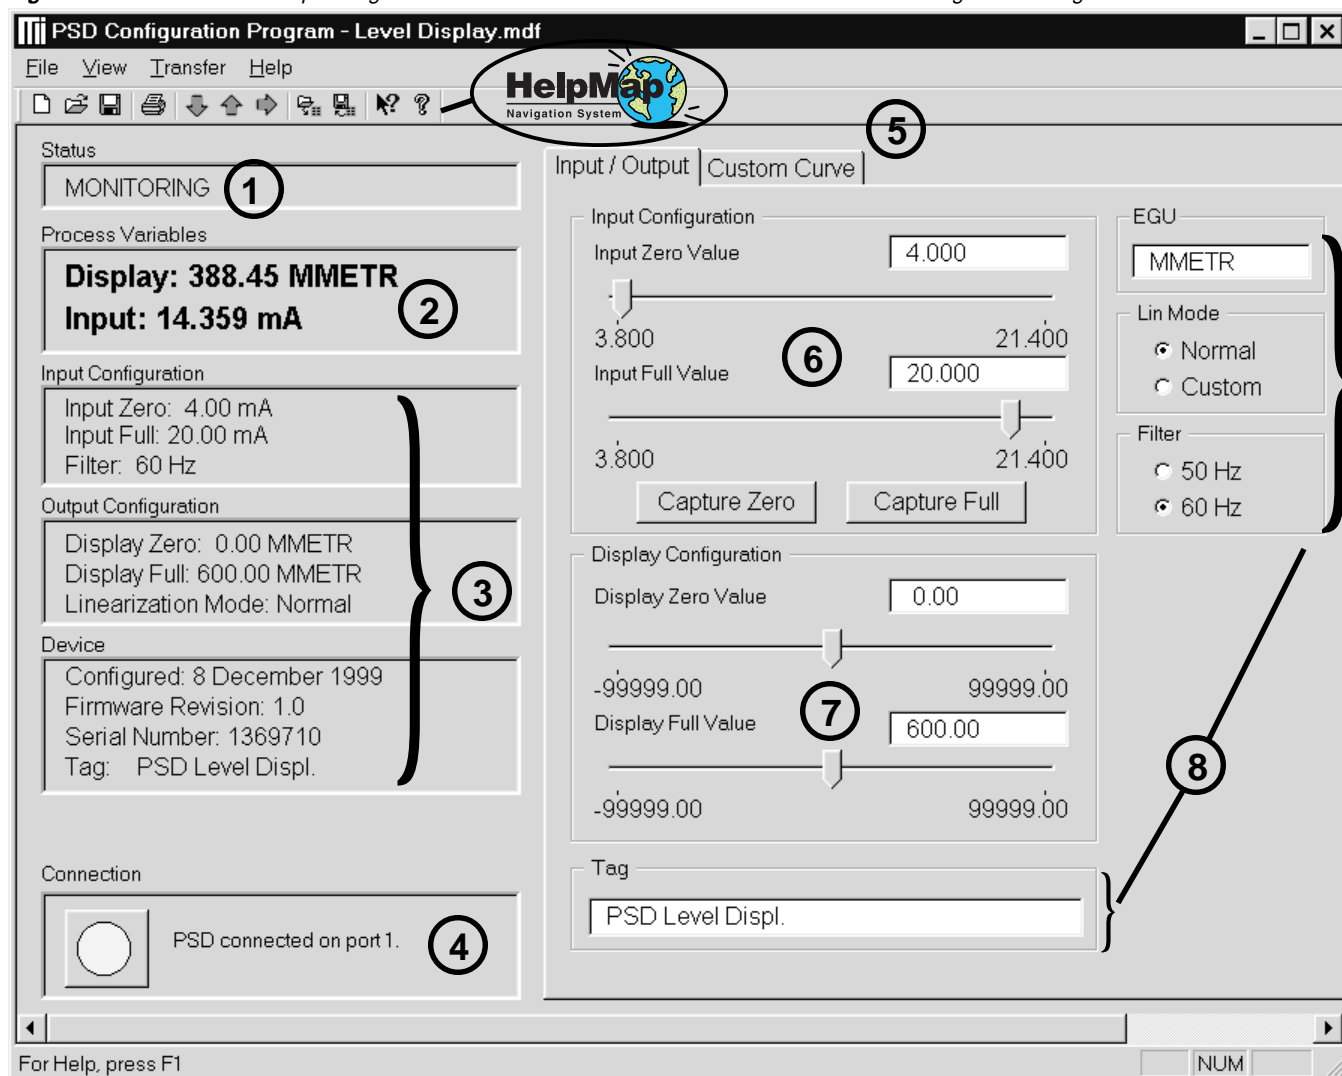 PSD Configuration Program - Level Display.mdf
File View Transfer Help
HelpMap
Navigation System
5
Status
MONITORING
1
Process Variables
Display: 388.45 MMETR
Input: 14.359 mA
2
Input Configuration
Input Zero: 4.00 mA
Input Full: 20.00 mA
Filter: 60 Hz
Output Configuration
Display Zero: 0.00 MMETR
Display Full: 600.00 MMETR
Linearization Mode: Normal
3
Device
Configured: 8 December 1999
Firmware Revision: 1.0
Serial Number: 1369710
Tag: PSD Level Displ.
Connection
PSD connected on port 1.
4
Input / Output Custom Curve
Input Configuration
Input Zero Value 4.000
3.800 21.400
6
Input Full Value 20.000
3.800 21.400
Capture Zero Capture Full
Display Configuration
Display Zero Value 0.00
-99999.00 99999.00
7
Display Full Value 600.00
-99999.00 99999.00
Tag
PSD Level Displ.
EGU
MMETR
Lin Mode
Normal
Custom
Filter
50 Hz
60 Hz
8
For Help, press F1
NUM